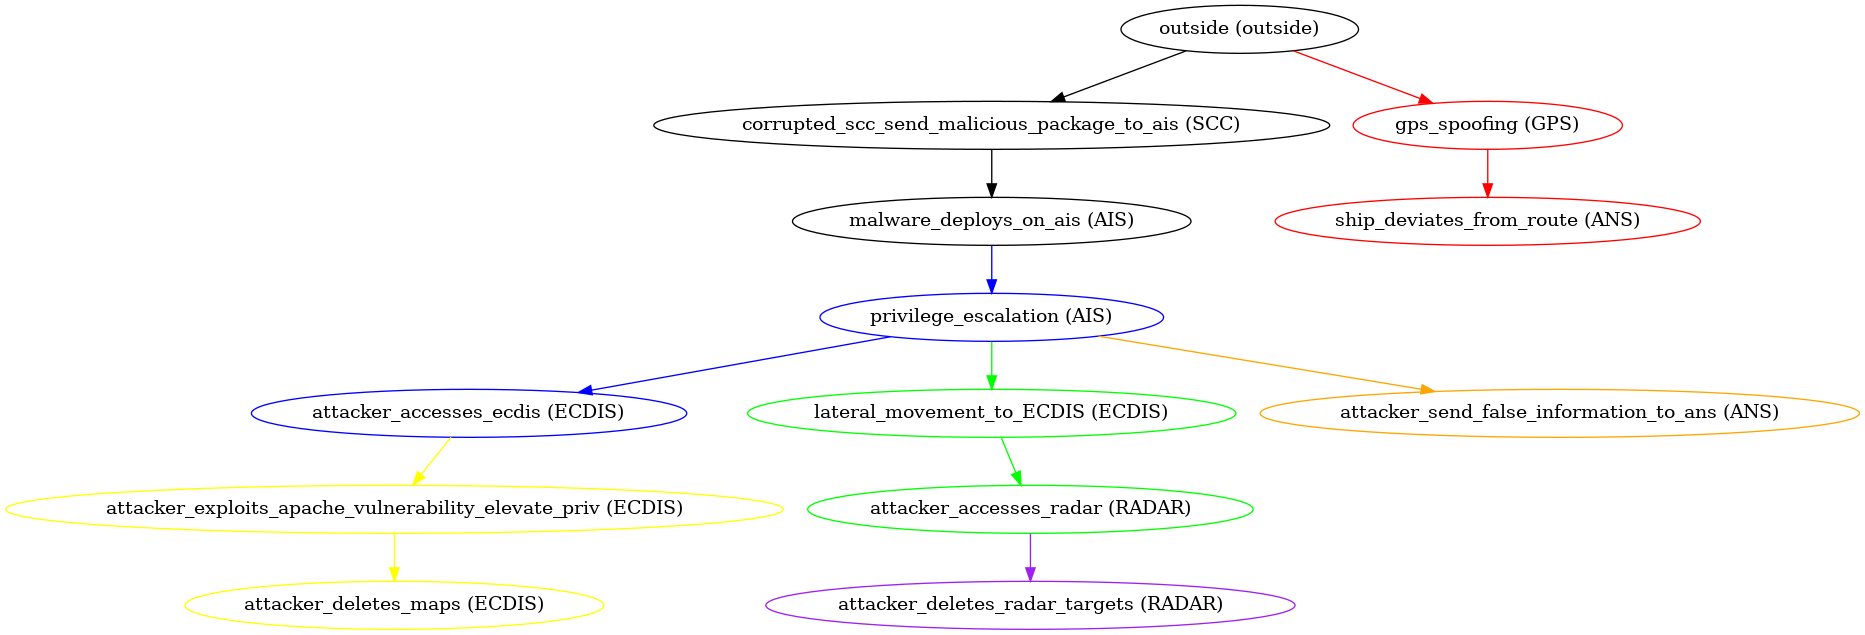 outside (outside)
corrupted_scc_send_malicious_package_to_ais (SCC)
gps_spoofing (GPS)
malware_deploys_on_ais (AIS)
ship_deviates_from_route (ANS)
privilege_escalation (AIS)
attacker_accesses_ecdis (ECDIS)
lateral_movement_to_ECDIS (ECDIS)
attacker_send_false_information_to_ans (ANS)
attacker_exploits_apache_vulnerability_elevate_priv (ECDIS)
attacker_accesses_radar (RADAR)
attacker_deletes_maps (ECDIS)
attacker_deletes_radar_targets (RADAR)